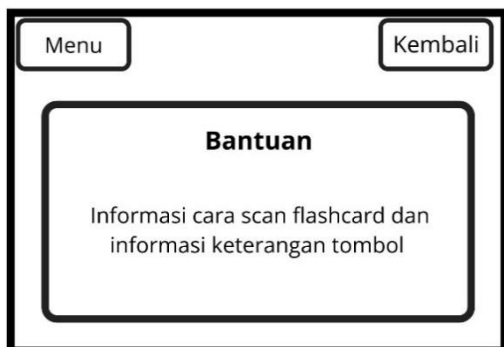 Menu
Kembali
Bantuan
Informasi cara scan flashcard dan
informasi keterangan tombol